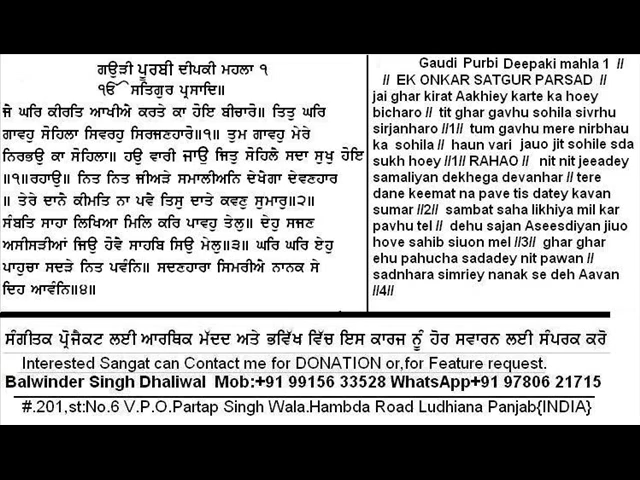 ਗਉੜੀ ਪੂਰਬੀ ਦੀਪਕੀ ਮਹਲਾ ੧
ੴ ਸਤਿਗੁਰ ਪ੍ਰਸਾਦਿ॥
ਜੋ ਘਰਿ ਕੀਰਤਿ ਆਖੀਐ ਕਰਤੇ ਕਾ ਹੋਇ ਬੀਚਾਰੋ॥ ਤਿਤੁ ਘਰਿ
ਗਾਵਹੁ ਸੋਹਿਲਾ ਸਿਵਰਹੁ ਸਿਰਜਣਹਾਰੋ॥੧॥ ਤੁਮ ਗਾਵਹੁ ਮੇਰੇ
ਨਿਰਭਉ ਕਾ ਸੋਹਿਲਾ॥ ਹਉ ਵਾਰੀ ਜਾਉ ਜਿਤੁ ਸੋਹਿਲੈ ਸਦਾ ਸੁਖੁ ਹੋਇ
॥੧॥ਰਹਾਉ॥ ਨਿਤ ਨਿਤ ਜੀਅੜੇ ਸਮਾਲੀਅਨਿ ਦੇਖੈਗਾ ਦੇਵਣਹਾਰ
॥ ਤੇਰੇ ਦਾਨੈ ਕੀਮਤਿ ਨਾ ਪਵੈ ਤਿਸੁ ਦਾਤੇ ਕਵਣੁ ਸੁਮਾਰੁ॥੨॥
ਸੰਬਤਿ ਸਾਹਾ ਲਿਖਿਆ ਮਿਲਿ ਕਰਿ ਪਾਵਹੁ ਤੇਲੁ॥ ਦੇਹੁ ਸਜਣ
ਅਸੀਸੜੀਆਂ ਜਿਉ ਹੋਵੈ ਸਾਹਬਿ ਸਿਉ ਮੇਲੁ॥੩॥ ਘਰਿ ਘਰਿ ਏਹੁ
ਪਾਹੁਚਾ ਸਦੜੇ ਨਿਤ ਪਵੰਨਿ॥ ਸਦਣਹਾਰਾ ਸਿਮਰੀਐ ਨਾਨਕ ਸੇ
ਦਿਹ ਆਵੰਨਿ॥੪॥
Gaudi Purbi Deepaki mahla 1 //
// EK ONKAR SATGUR PARSAD //
jai ghar kirat Aakhiey karte ka hoey
bicharo // tit ghar gavhu sohila sivrhu
sirjanharo //1// tum gavhu mere nirbhau
ka sohila // haun vari jauo jit sohile sda
sukh hoey //1// RAHAO // nit nit jeeadey
samaliyan dekhega devanhar // tere
dane keemat na pave tis datey kavan
sumar //2// sambat saha likhiya mil kar
pavhu tel // dehu sajan Aseesdiyan jiuo
hove sahib siuon mel //3// ghar ghar
ehu pahucha sadadey nit pawan //
sadnhara simriey nanak se deh Aavan
//4//
ਸੰਗੀਤਕ ਪ੍ਰੋਜੈਕਟ ਲਈ ਆਰਥਿਕ ਮੱਦਦ ਅਤੇ ਭਵਿੱਖ ਵਿੱਚ ਇਸ ਕਾਰਜ ਨੂੰ ਹੋਰ ਸਵਾਰਨ ਲਈ ਸੰਪਰਕ ਕਰੋ
Interested Sangat can Contact me for DONATION or,for Feature request.
Balwinder Singh Dhaliwal Mob:+91 99156 33528 WhatsApp+91 97806 21715
#.201,st:No.6 V.P.O.Partap Singh Wala.Hambda Road Ludhiana Panjab{INDIA}